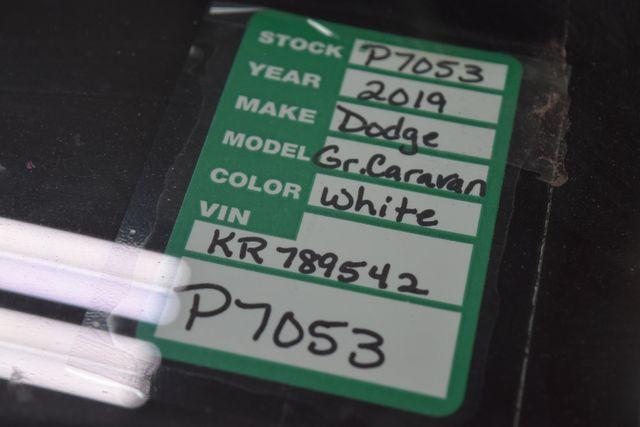 STOCK P7053
YEAR 2019
MAKE Dodge
MODEL Gr.Caravan
COLOR White
VIN
KR789542
P7053